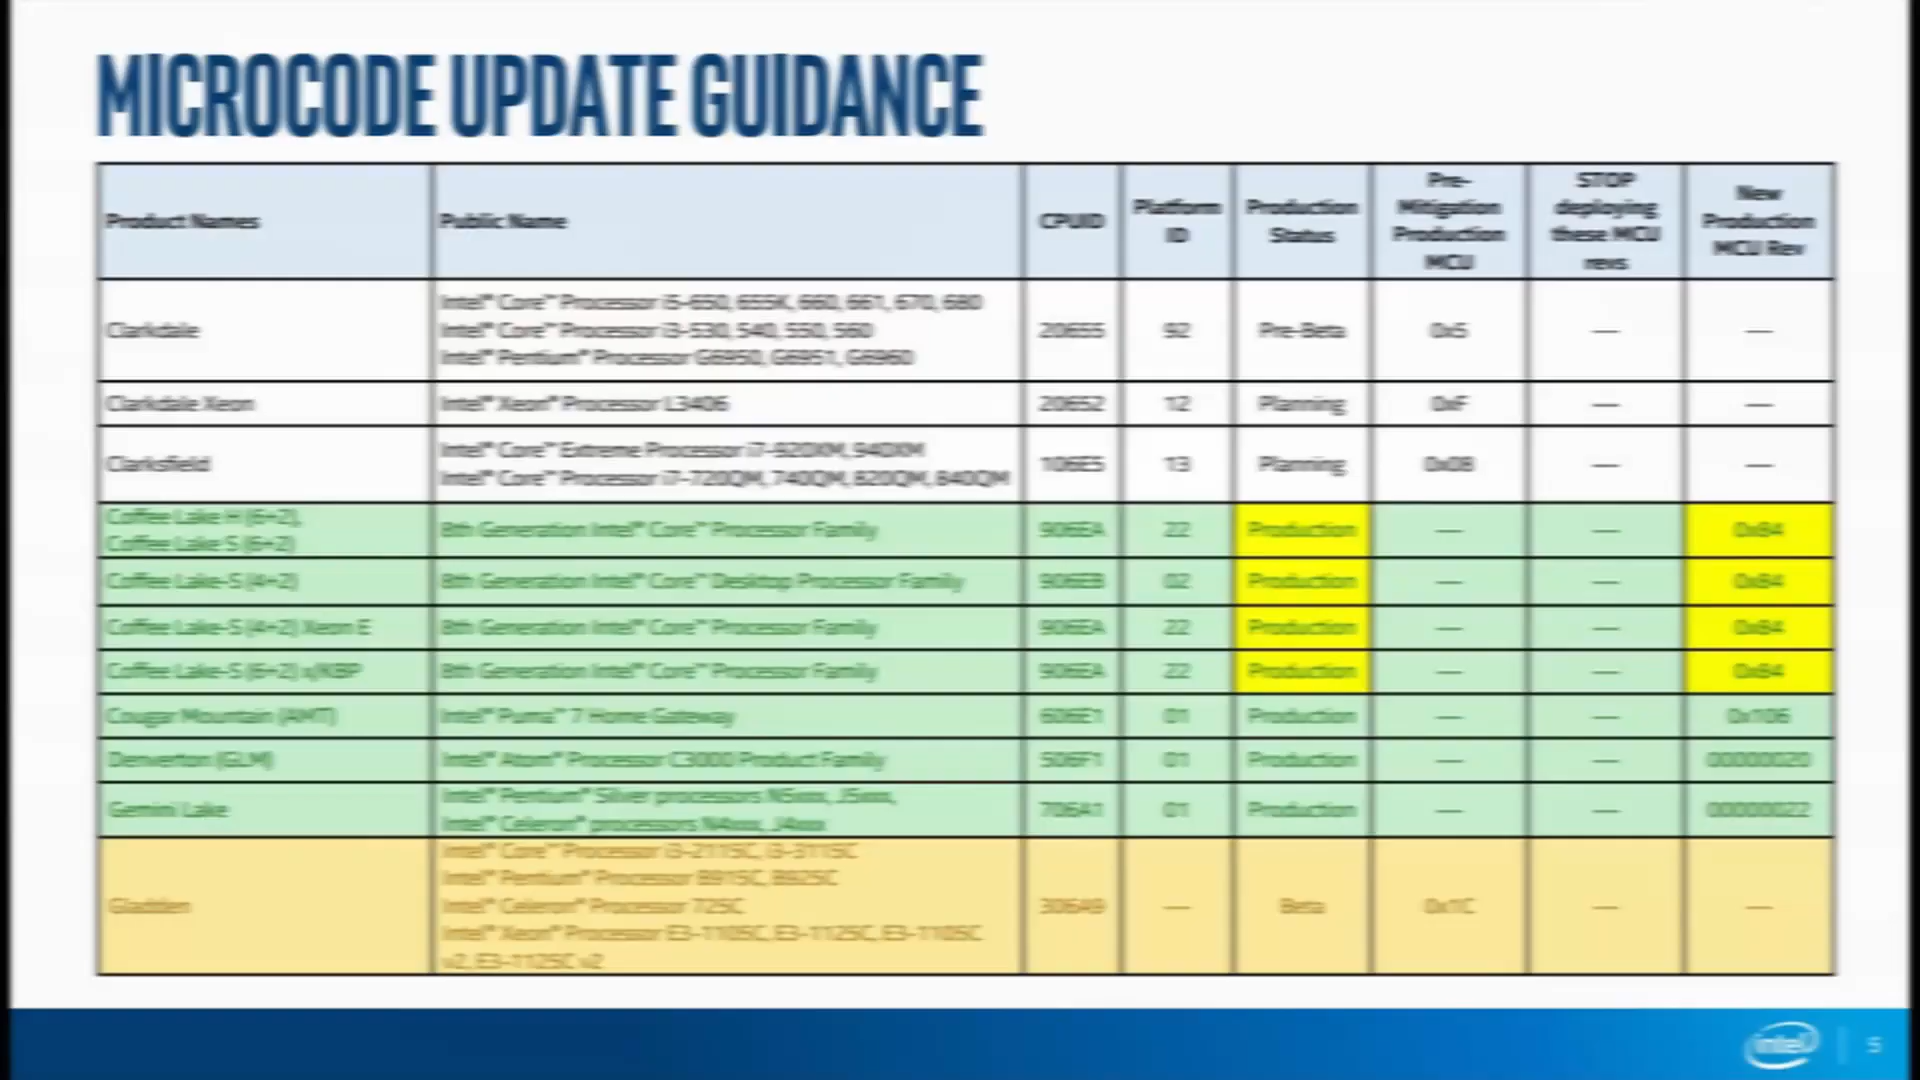 MICROCODE UPDATE GUIDANCE
Product Names
Public Name
CPUID
Platform
ID
Production
Status
Pre-
Mitigation
Production
MCU
STOP
deploying
these MCU
revs
New
Production
MCU Rev
Clarkdale
Intel® Core™ Processor i5-650, 655K, 660, 661, 670, 680
Intel® Core™ Processor i3-530, 540, 550, 560
Intel® Pentium® Processor G6950, G6951, G6960
20655
92
Pre-Beta
0x5
—
—
Clarkdale Xeon
Intel® Xeon® Processor L3406
20652
12
Planning
0xF
—
—
Clarksfield
Intel® Core™ Extreme Processor i7-920XM, 940XM
Intel® Core™ Processor i7-720QM, 740QM, 820QM, 840QM
106E5
13
Planning
0x08
—
—
Coffee Lake H (6+2),
Coffee Lake S (6+2)
8th Generation Intel® Core™ Processor Family
906EA
22
Production
—
—
0x84
Coffee Lake-S (4+2)
8th Generation Intel® Core™ Desktop Processor Family
906EB
02
Production
—
—
0x84
Coffee Lake-S (4+2) Xeon E
8th Generation Intel® Core™ Processor Family
906EA
22
Production
—
—
0x84
Coffee Lake-S (6+2) x/KBP
8th Generation Intel® Core™ Processor Family
906EA
22
Production
—
—
0x84
Cougar Mountain (AMT)
Intel® Puma™ 7 Home Gateway
606E1
01
Production
—
—
0x106
Denverton (GLM)
Intel® Atom® Processor C3000 Product Family
506F1
01
Production
—
—
00000020
Gemini Lake
Intel® Pentium® Silver processors N5xxx, J5xxx,
Intel® Celeron® processors N4xxx, J4xxx
706A1
01
Production
—
—
00000022
Gladden
Intel® Core™ Processor i3-2115C, i3-3115C
Intel® Pentium® Processor B915C, B925C
Intel® Celeron® Processor 725C
Intel® Xeon® Processor E3-1105C, E3-1125C, E3-1105C
v2, E3-1125C v2
306A9
—
Beta
0x1C
—
—
intel
5